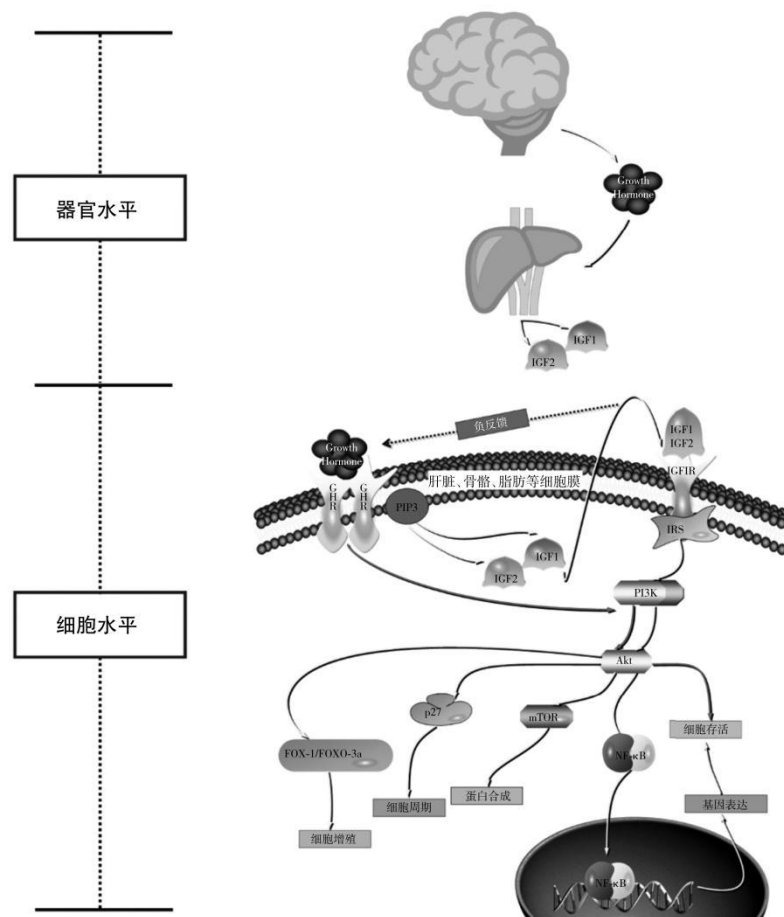 器官水平
Growth
Hormone
IGF1
IGF2
负反馈
IGF1
IGF2
Growth
Hormone
IGFIR
肝脏、骨骼、脂肪等细胞膜
GHR
GHR
PIP3
IRS
IGF1
IGF2
PI3K
细胞水平
Akt
p27
mTOR
细胞存活
FOX-1/FOXO-3a
NF-κB
蛋白合成
细胞周期
基因表达
细胞增殖
NF-κB